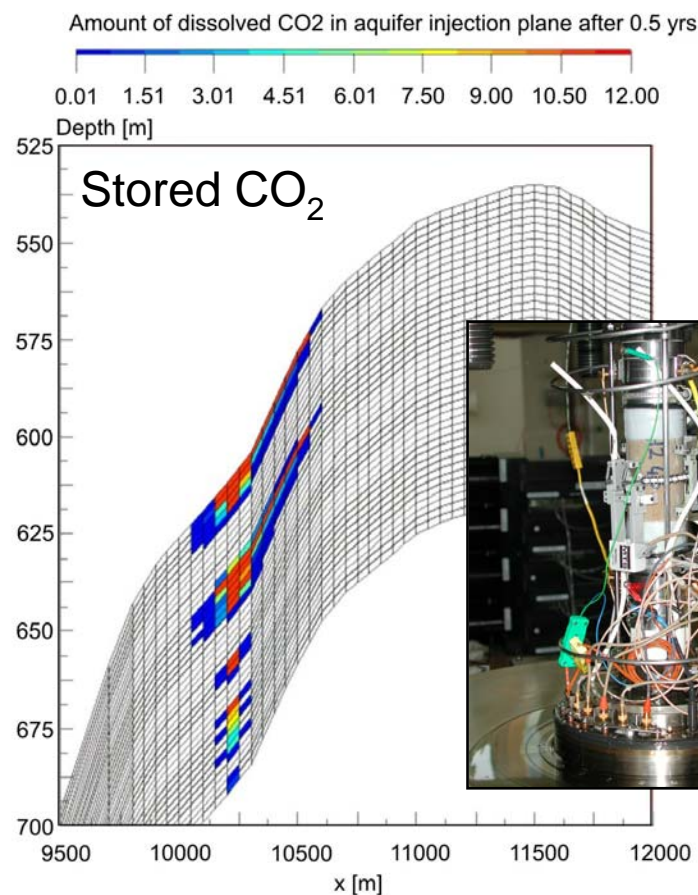 Amount of dissolved CO2 in aquifer injection plane after 0.5 yrs
0.01 1.51 3.01 4.51 6.01 7.50 9.00 10.50 12.00
Depth [m]
525
Stored CO₂
550
575
600
625
650
675
700
9500 10000 10500 11000 11500 12000
x [m]